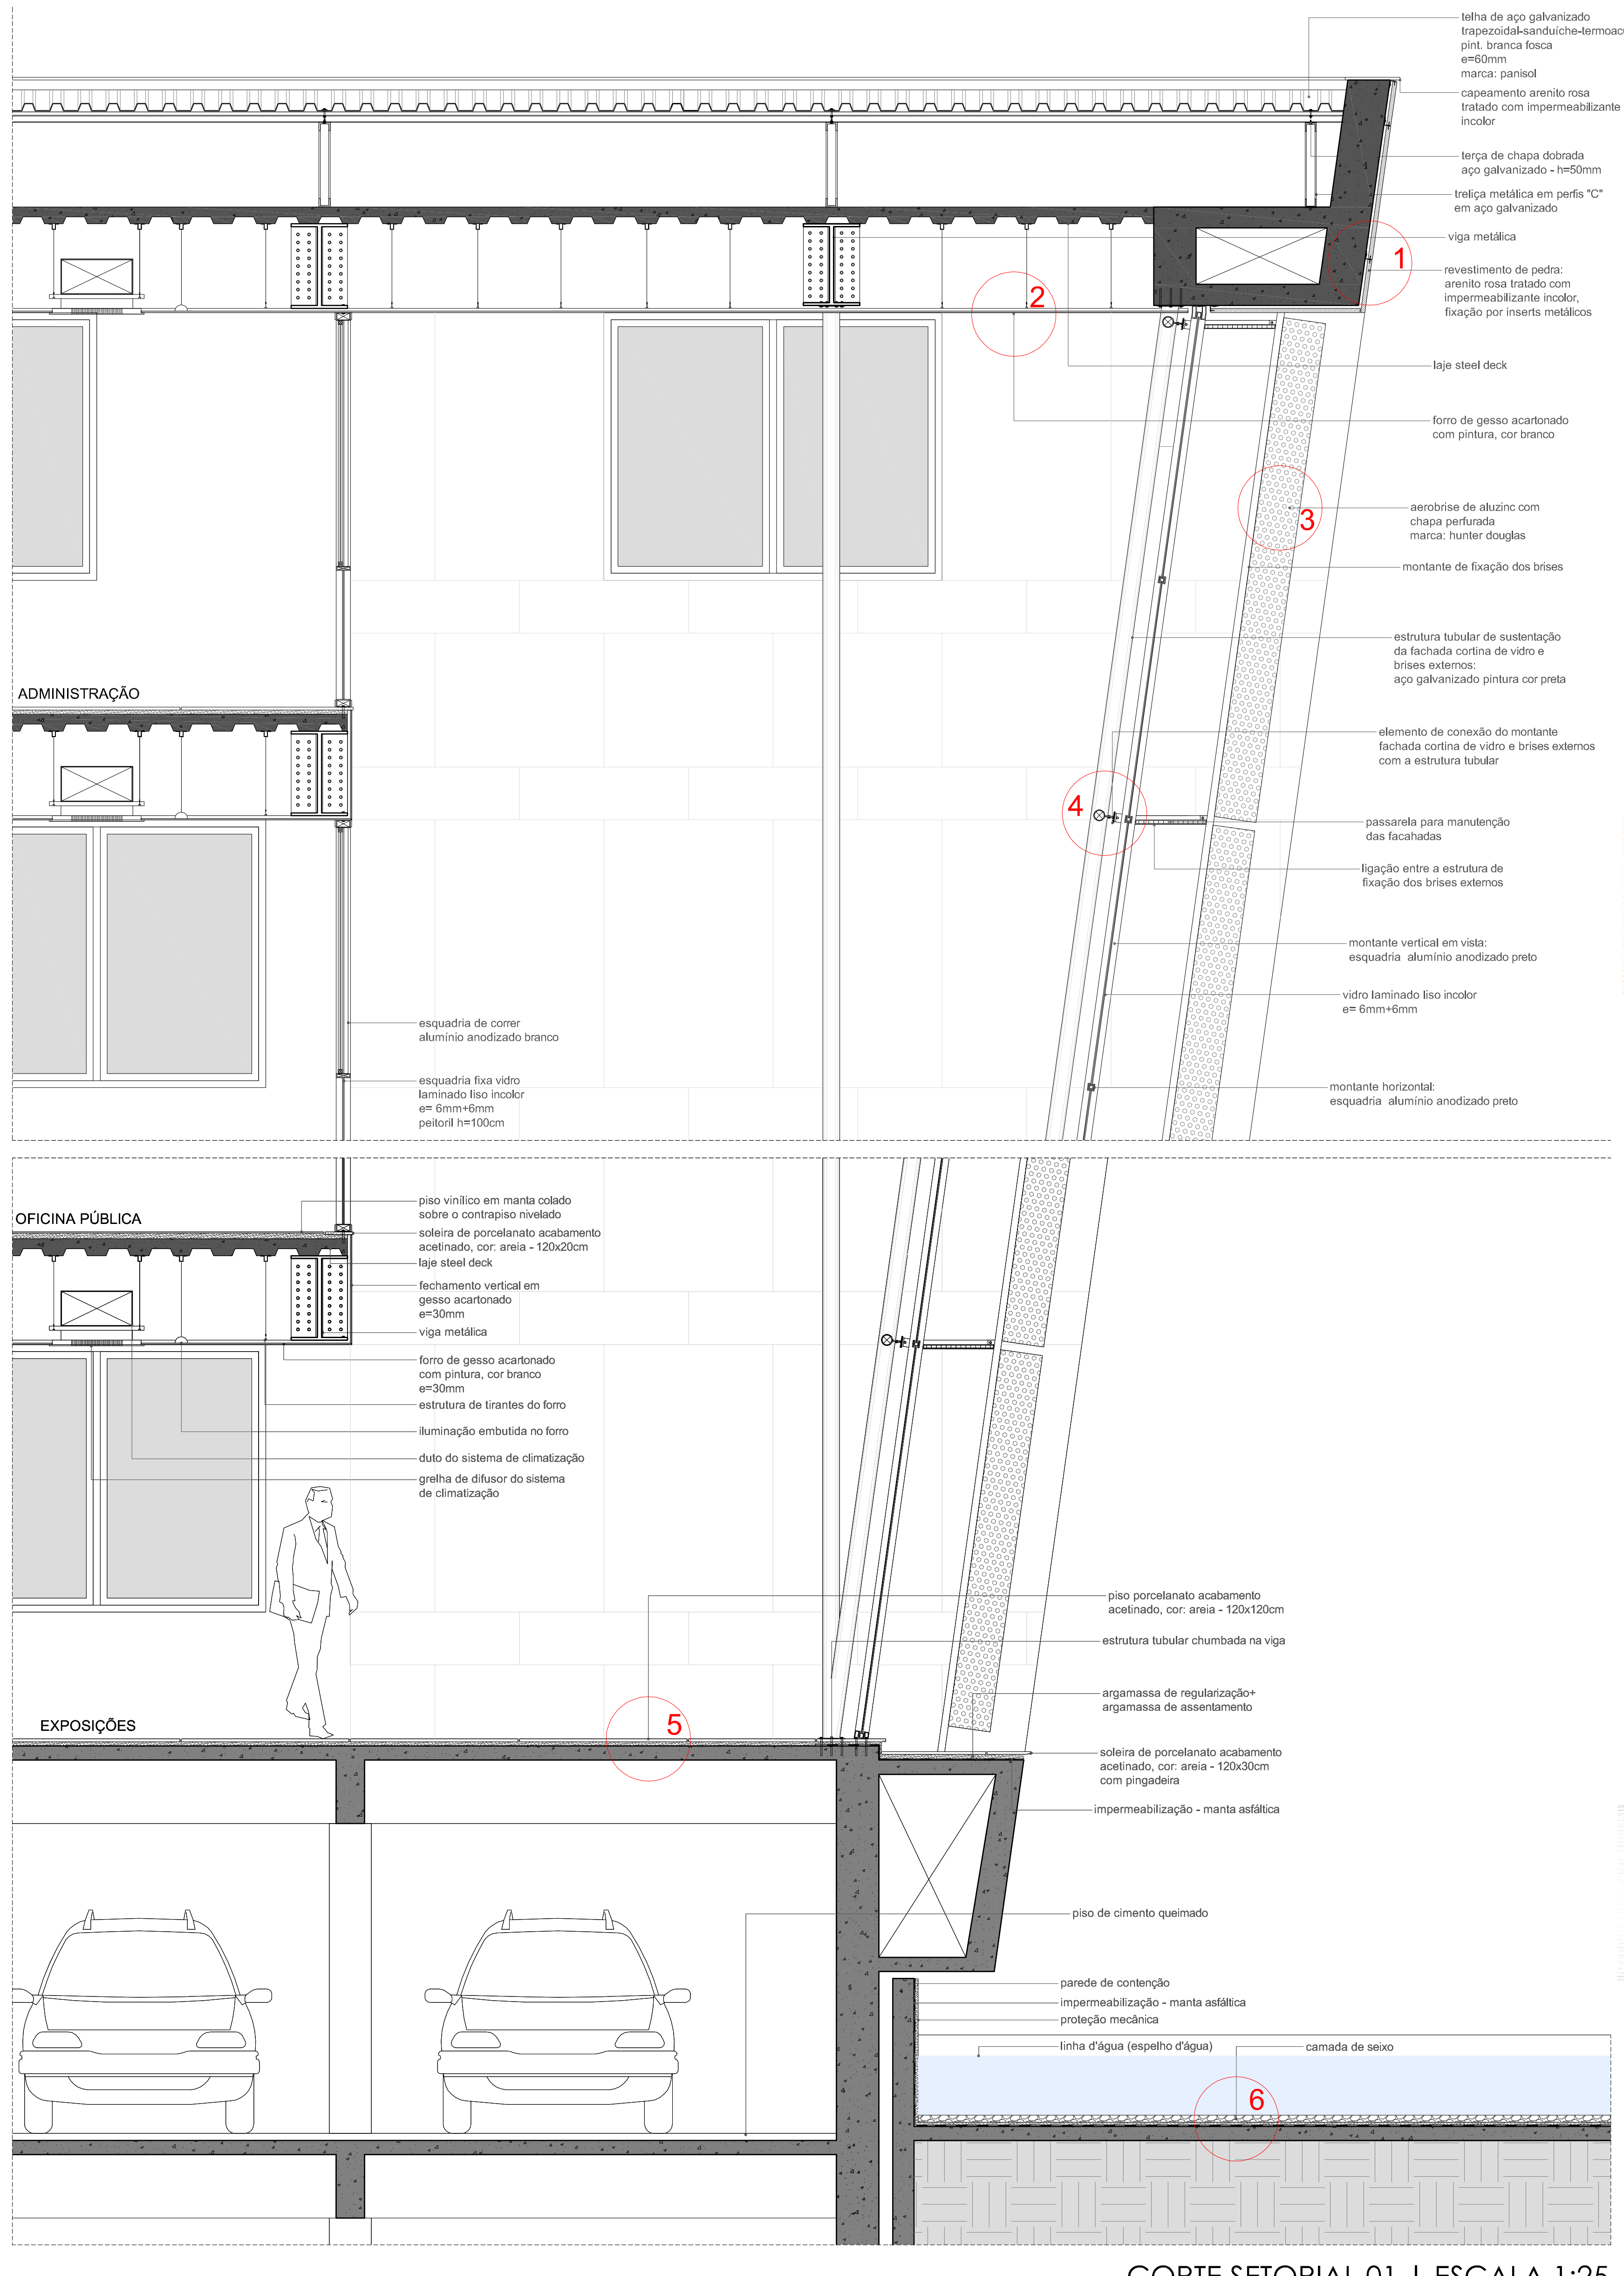 telha de aço galvanizado
trapezoidal-sanduíche-termoac
pint. branca fosca
e=60mm
marca: panisol
capeamento arenito rosa
tratado com impermeabilizante
incolor
terça de chapa dobrada
aço galvanizado - h=50mm
treliça metálica em perfis "C"
em aço galvanizado
viga metálica
1
revestimento de pedra:
arenito rosa tratado com
impermeabilizante incolor,
fixação por inserts metálicos
2
laje steel deck
forro de gesso acartonado
com pintura, cor branco
3
aerobrise de aluzinc com
chapa perfurada
marca: hunter douglas
montante de fixação dos brises
estrutura tubular de sustentação
da fachada cortina de vidro e
brises externos:
aço galvanizado pintura cor preta
ADMINISTRAÇÃO
elemento de conexão do montante
fachada cortina de vidro e brises externos
com a estrutura tubular
4
passarela para manutenção
das facahadas
ligação entre a estrutura de
fixação dos brises externos
montante vertical em vista:
esquadria alumínio anodizado preto
vidro laminado liso incolor
e= 6mm+6mm
esquadria de correr
alumínio anodizado branco
esquadria fixa vidro
laminado liso incolor
e= 6mm+6mm
peitoril h=100cm
montante horizontal:
esquadria alumínio anodizado preto
OFICINA PÚBLICA
piso vinílico em manta colado
sobre o contrapiso nivelado
soleira de porcelanato acabamento
acetinado, cor: areia - 120x20cm
laje steel deck
fechamento vertical em
gesso acartonado
e=30mm
viga metálica
forro de gesso acartonado
com pintura, cor branco
e=30mm
estrutura de tirantes do forro
iluminação embutida no forro
duto do sistema de climatização
grelha de difusor do sistema
de climatização
piso porcelanato acabamento
acetinado, cor: areia - 120x120cm
estrutura tubular chumbada na viga
argamassa de regularização+
argamassa de assentamento
EXPOSIÇÕES
5
soleira de porcelanato acabamento
acetinado, cor: areia - 120x30cm
com pingadeira
impermeabilização - manta asfáltica
piso de cimento queimado
parede de contenção
impermeabilização - manta asfáltica
proteção mecânica
linha d'água (espelho d'água)
camada de seixo
6
CORTE SETORIAL 01 | ESCALA 1:25